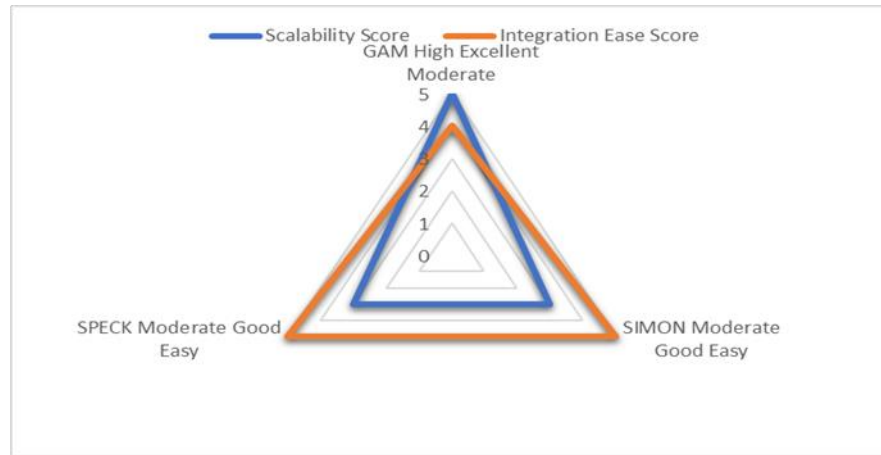 Scalability Score Integration Ease Score
GAM High Excellent
Moderate
5
4
3
2
1
0
SPECK Moderate Good
Easy
SIMON Moderate
Good Easy